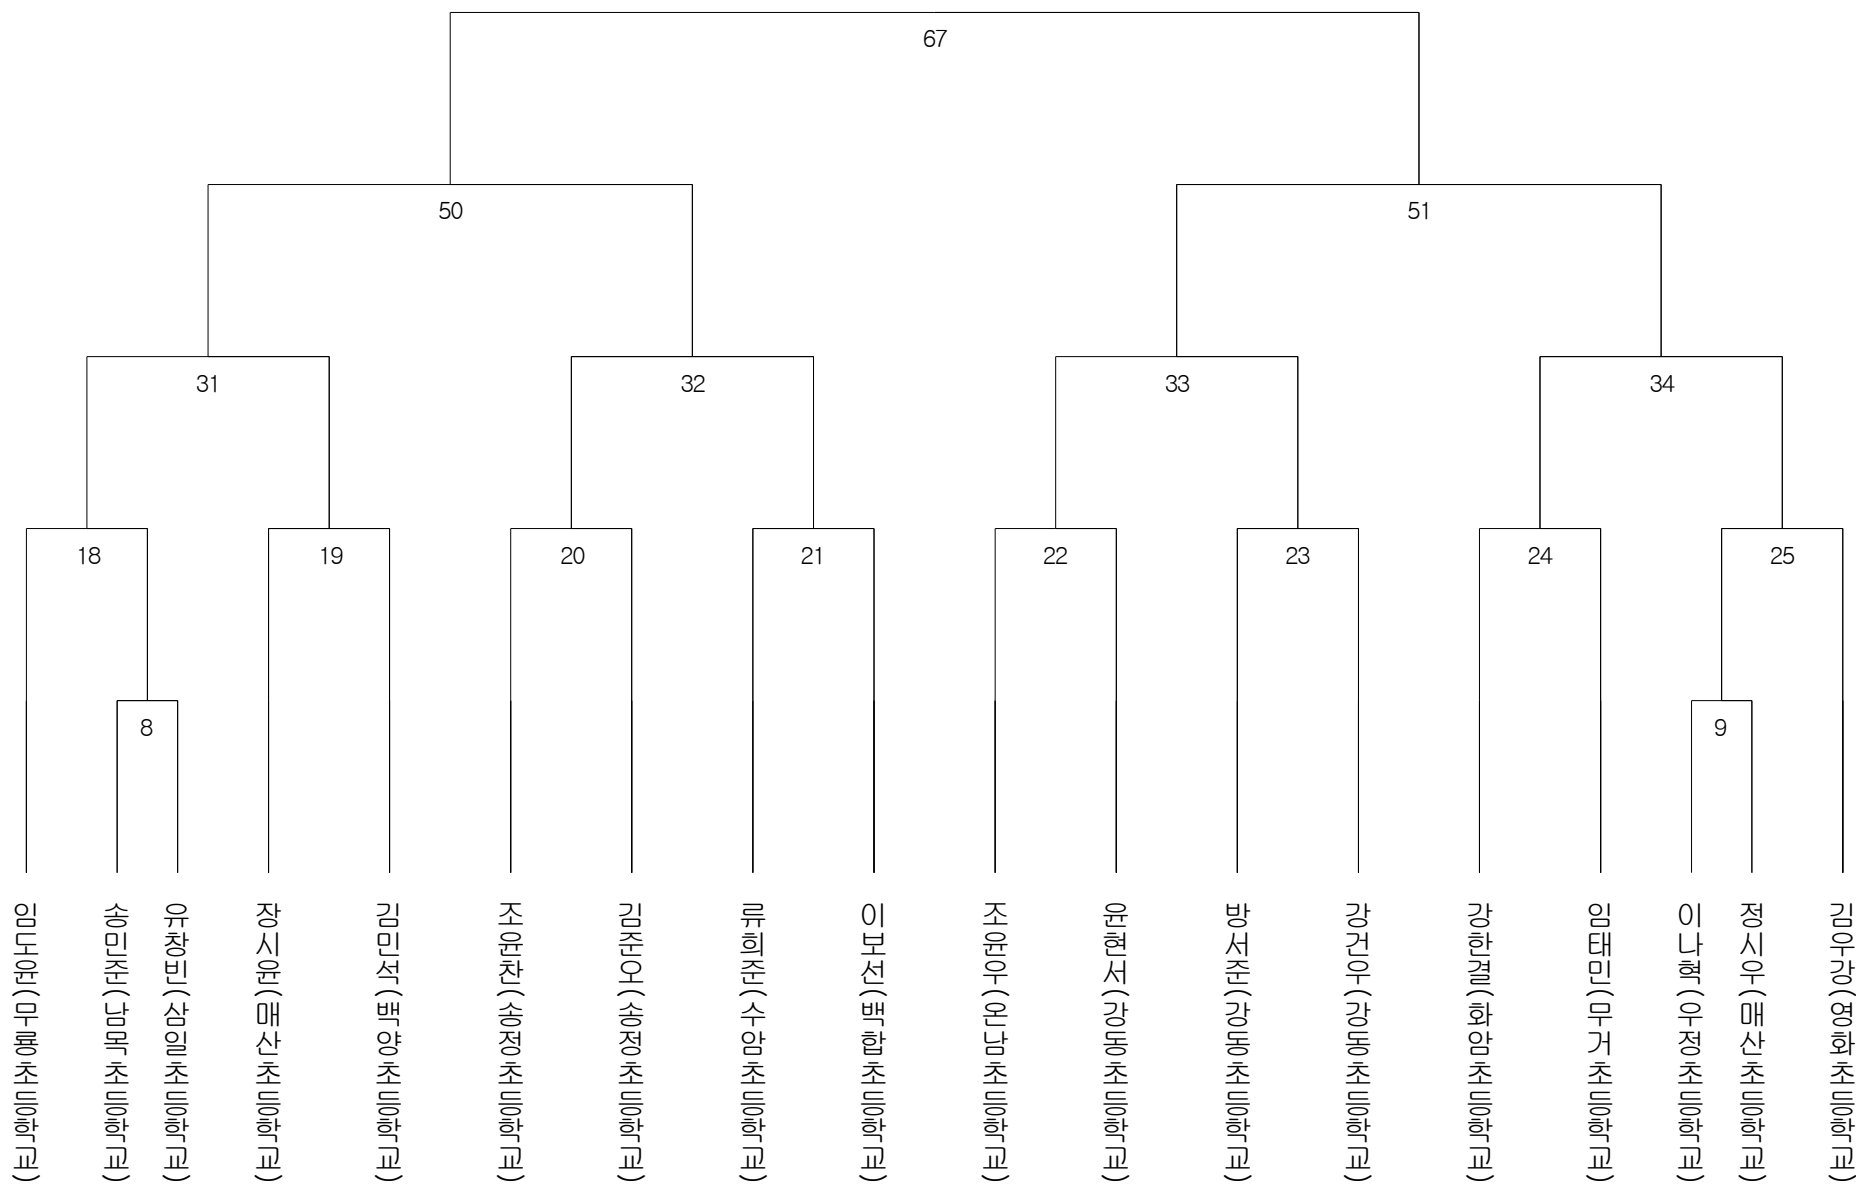 67
50
51
31
32
33
34
18
19
20
21
22
23
24
25
8
9
임도윤(무룡초등학교)
송민준(남목초등학교)
유창빈(삼일초등학교)
장시윤(매산초등학교)
김민석(백양초등학교)
조윤찬(송정초등학교)
김준오(송정초등학교)
류희준(수암초등학교)
이보선(백합초등학교)
조윤우(온남초등학교)
윤현서(강동초등학교)
방서준(강동초등학교)
강건우(강동초등학교)
강한결(화암초등학교)
임태민(무거초등학교)
이나혁(우정초등학교)
정시우(매산초등학교)
김우강(영화초등학교)